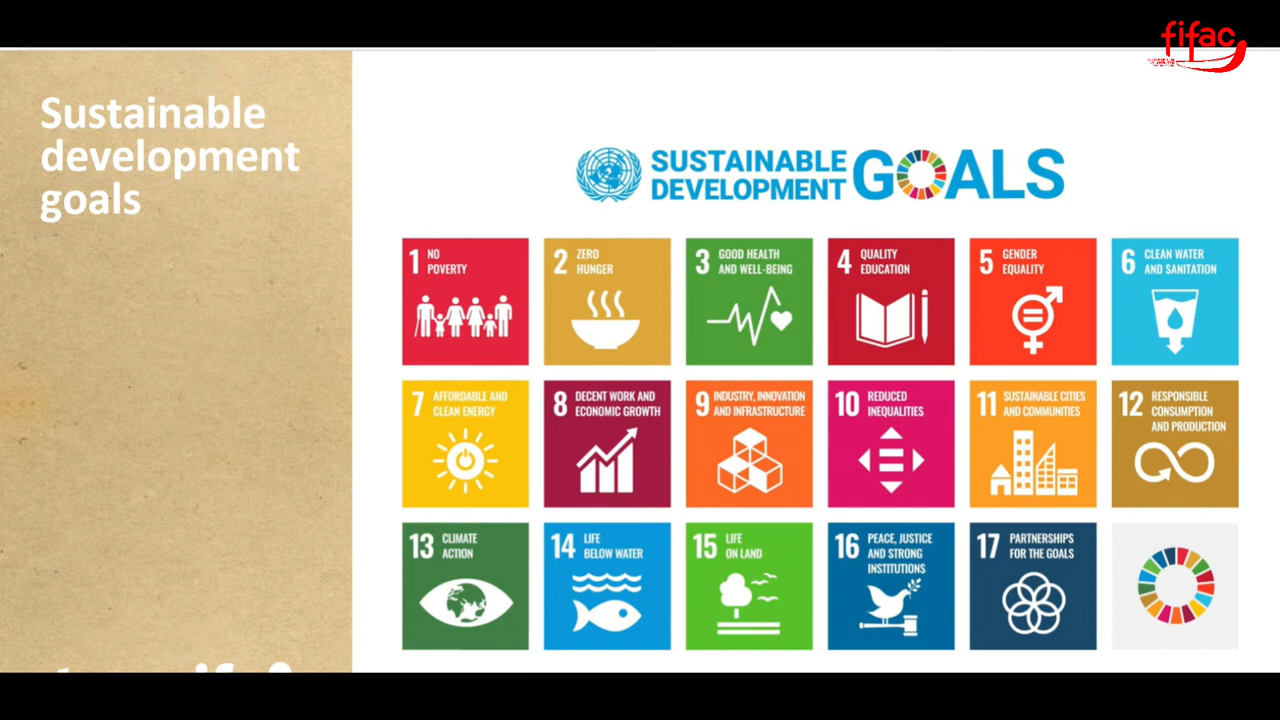 fifac
Sustainable
development
goals
SUSTAINABLE
DEVELOPMENT
GOALS
1 NO
POVERTY
2 ZERO
HUNGER
3 GOOD HEALTH
AND WELL-BEING
4 QUALITY
EDUCATION
5 GENDER
EQUALITY
6 CLEAN WATER
AND SANITATION
7 AFFORDABLE AND
CLEAN ENERGY
8 DECENT WORK AND
ECONOMIC GROWTH
9 INDUSTRY, INNOVATION
AND INFRASTRUCTURE
10 REDUCED
INEQUALITIES
11 SUSTAINABLE CITIES
AND COMMUNITIES
12 RESPONSIBLE
CONSUMPTION
AND PRODUCTION
13 CLIMATE
ACTION
14 LIFE
BELOW WATER
15 LIFE
ON LAND
16 PEACE, JUSTICE
AND STRONG
INSTITUTIONS
17 PARTNERSHIPS
FOR THE GOALS